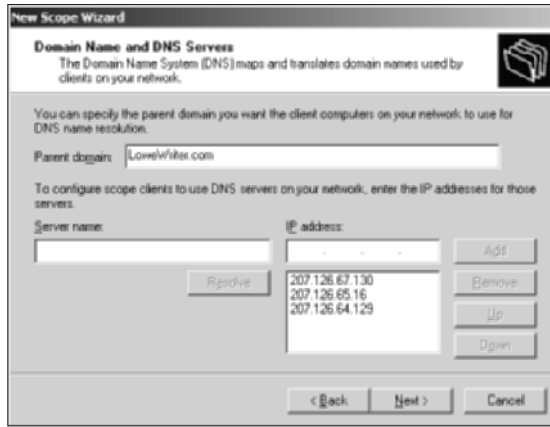 New Scope Wizard
Domain Name and DNS Servers
The Domain Name System (DNS) maps and translates domain names used by
clients on your network.
You can specify the parent domain you want the client computers on your network to use for
DNS name resolution.
Parent domain: LoweWriter.com
To configure scope clients to use DNS servers on your network, enter the IP addresses for those
servers.
Server name: IP address:
Add
Resolve 207.126.67.130 Remove
207.126.65.16
207.126.64.129 Up
Down
< Back Next > Cancel